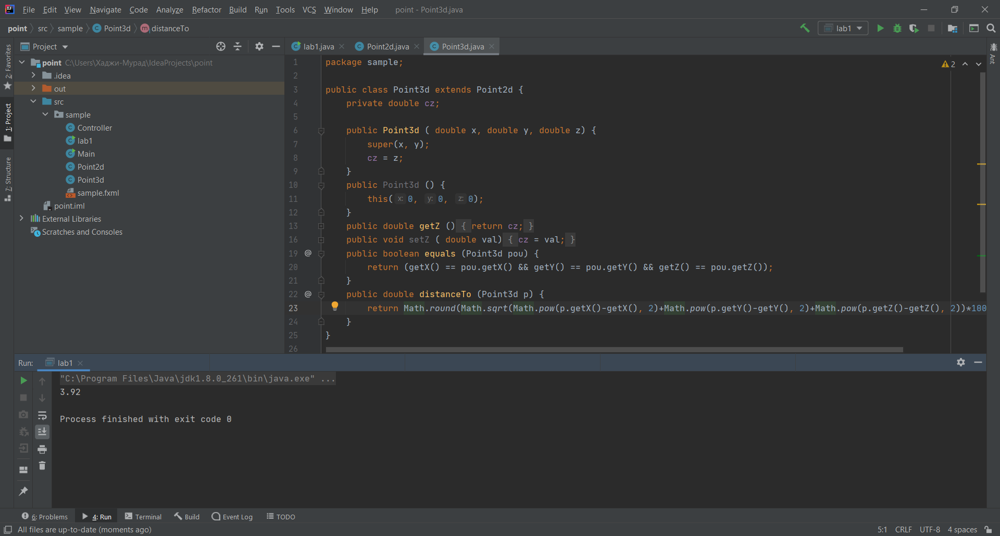 File Edit View Navigate Code Analyze Refactor Build Run Tools VCS Window Help point - Point3d.java
point src sample Point3d distanceTo
lab1
Project
lab1.java Point2d.java Point3d.java
2: Favorites
1: Project
7: Structure
Ant
point C:\Users\Хаджи-Мурад\IdeaProjects\point
.idea
out
src
sample
Controller
lab1
Main
Point2d
Point3d
sample.fxml
point.iml
External Libraries
Scratches and Consoles
2
1 package sample;
2
3 public class Point3d extends Point2d {
4 private double cz;
5
6 public Point3d ( double x, double y, double z) {
7 super(x, y);
8 cz = z;
9 }
10 public Point3d () {
11 this( x: 0, y: 0, z: 0);
12 }
13 public double getZ () { return cz; }
16 public void setZ ( double val) { cz = val; }
19 @ public boolean equals (Point3d pou) {
20 return (getX() == pou.getX() && getY() == pou.getY() && getZ() == pou.getZ());
21 }
22 @ public double distanceTo (Point3d p) {
23 return Math.round(Math.sqrt(Math.pow(p.getX()-getX(), 2)+Math.pow(p.getY()-getY(), 2)+Math.pow(p.getZ()-getZ(), 2))*100
24 }
25 }
26
Run: lab1
"C:\Program Files\Java\jdk1.8.0_261\bin\java.exe" ...
3.92
Process finished with exit code 0
6: Problems 4: Run Terminal Build Event Log TODO
All files are up-to-date (moments ago) 5:1 CRLF UTF-8 4 spaces